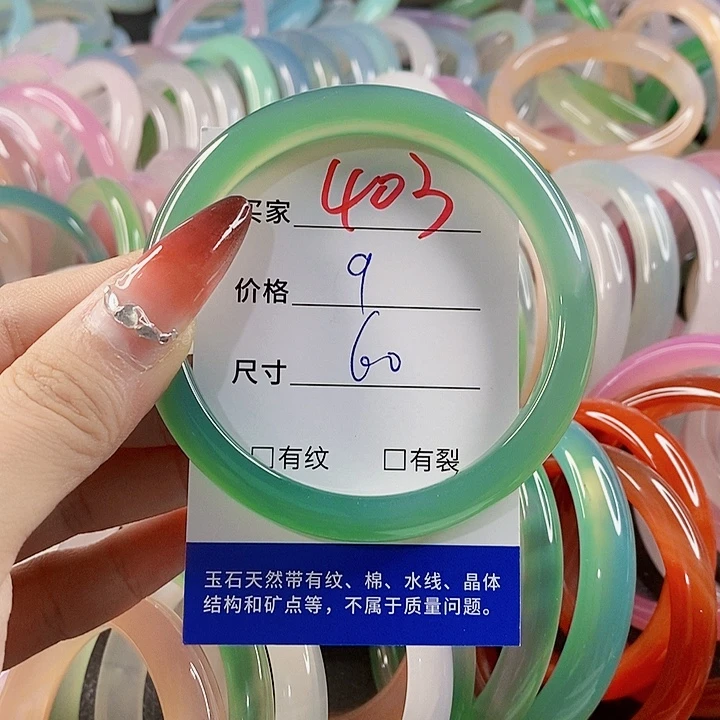 买家 403
价格 9
尺寸 60
□有纹 □有裂
玉石天然带有纹、棉、水线、晶体
结构和矿点等，不属于质量问题。